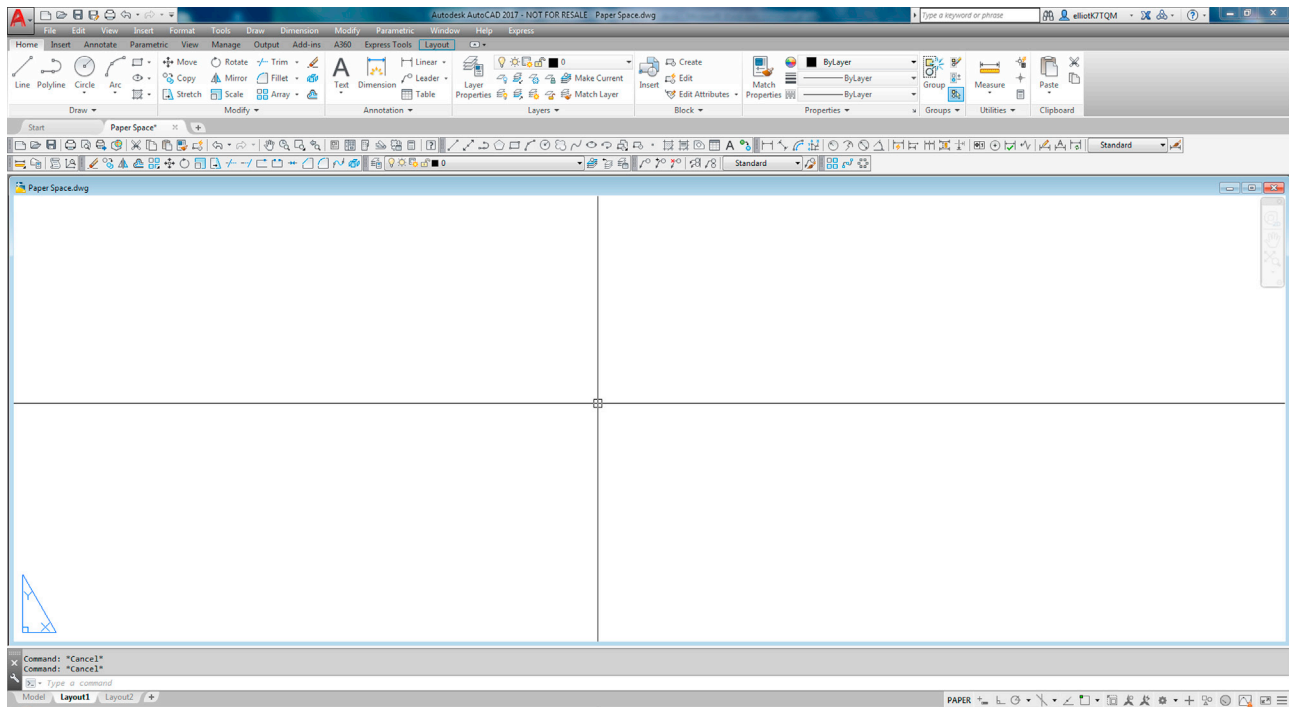 Autodesk AutoCAD 2017 - NOT FOR RESALE Paper Space.dwg
Type a keyword or phrase
elliotK7TQM
File Edit View Insert Format Tools Draw Dimension Modify Parametric Window Help Express
Home Insert Annotate Parametric View Manage Output Add-ins A360 Express Tools Layout
Line Polyline Circle Arc
Move Rotate Trim
Copy Mirror Fillet
Stretch Scale Array
Text Dimension
Linear
Leader
Table
Layer
Properties
0
Make Current
Match Layer
Insert
Create
Edit
Edit Attributes
Match
Properties
ByLayer
ByLayer
ByLayer
Group
Measure
Paste
Draw Modify Annotation Layers Block Properties Groups Utilities Clipboard
Start Paper Space*
A Standard
0 Standard
Paper Space.dwg
Y
X
Command: *Cancel*
Command: *Cancel*
Type a command
Model Layout1 Layout2 +
PAPER